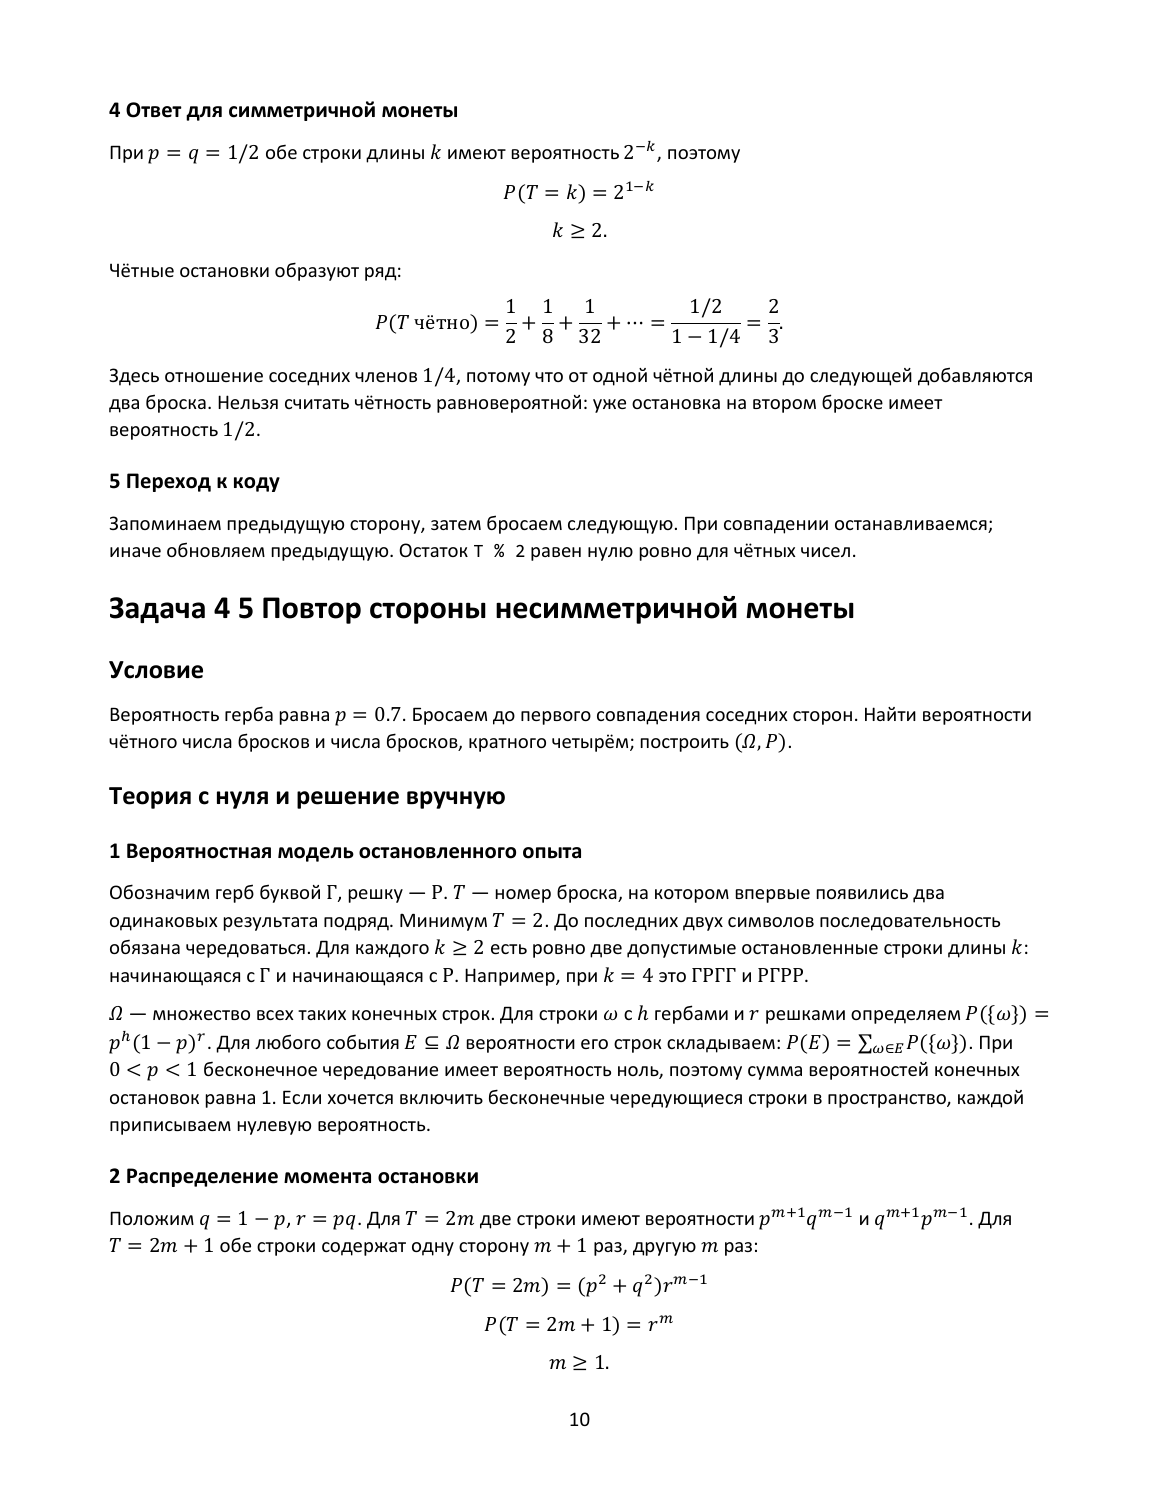 4 Ответ для симметричной монеты
При p = q = 1/2 обе строки длины k имеют вероятность 2^{−k}, поэтому
P(T = k) = 2^{1−k}
k ≥ 2.
Чётные остановки образуют ряд:
P(T чётно) = 1/2 + 1/8 + 1/32 + ⋯ = (1/2)/(1 − 1/4) = 2/3.
Здесь отношение соседних членов 1/4, потому что от одной чётной длины до следующей добавляются
два броска. Нельзя считать чётность равновероятной: уже остановка на втором броске имеет
вероятность 1/2.
5 Переход к коду
Запоминаем предыдущую сторону, затем бросаем следующую. При совпадении останавливаемся;
иначе обновляем предыдущую. Остаток T % 2 равен нулю ровно для чётных чисел.
Задача 4 5 Повтор стороны несимметричной монеты
Условие
Вероятность герба равна p = 0.7. Бросаем до первого совпадения соседних сторон. Найти вероятности
чётного числа бросков и числа бросков, кратного четырём; построить (Ω, P).
Теория с нуля и решение вручную
1 Вероятностная модель остановленного опыта
Обозначим герб буквой Г, решку — Р. T — номер броска, на котором впервые появились два
одинаковых результата подряд. Минимум T = 2. До последних двух символов последовательность
обязана чередоваться. Для каждого k ≥ 2 есть ровно две допустимые остановленные строки длины k:
начинающаяся с Г и начинающаяся с Р. Например, при k = 4 это ГРГГ и РГРР.
Ω — множество всех таких конечных строк. Для строки ω с h гербами и r решками определяем P({ω}) =
p^h(1 − p)^r. Для любого события E ⊆ Ω вероятности его строк складываем: P(E) = ∑_{ω∈E} P({ω}). При
0 < p < 1 бесконечное чередование имеет вероятность ноль, поэтому сумма вероятностей конечных
остановок равна 1. Если хочется включить бесконечные чередующиеся строки в пространство, каждой
приписываем нулевую вероятность.
2 Распределение момента остановки
Положим q = 1 − p, r = pq. Для T = 2m две строки имеют вероятности p^{m+1}q^{m−1} и q^{m+1}p^{m−1}. Для
T = 2m + 1 обе строки содержат одну сторону m + 1 раз, другую m раз:
P(T = 2m) = (p^2 + q^2)r^{m−1}
P(T = 2m + 1) = r^m
m ≥ 1.
10